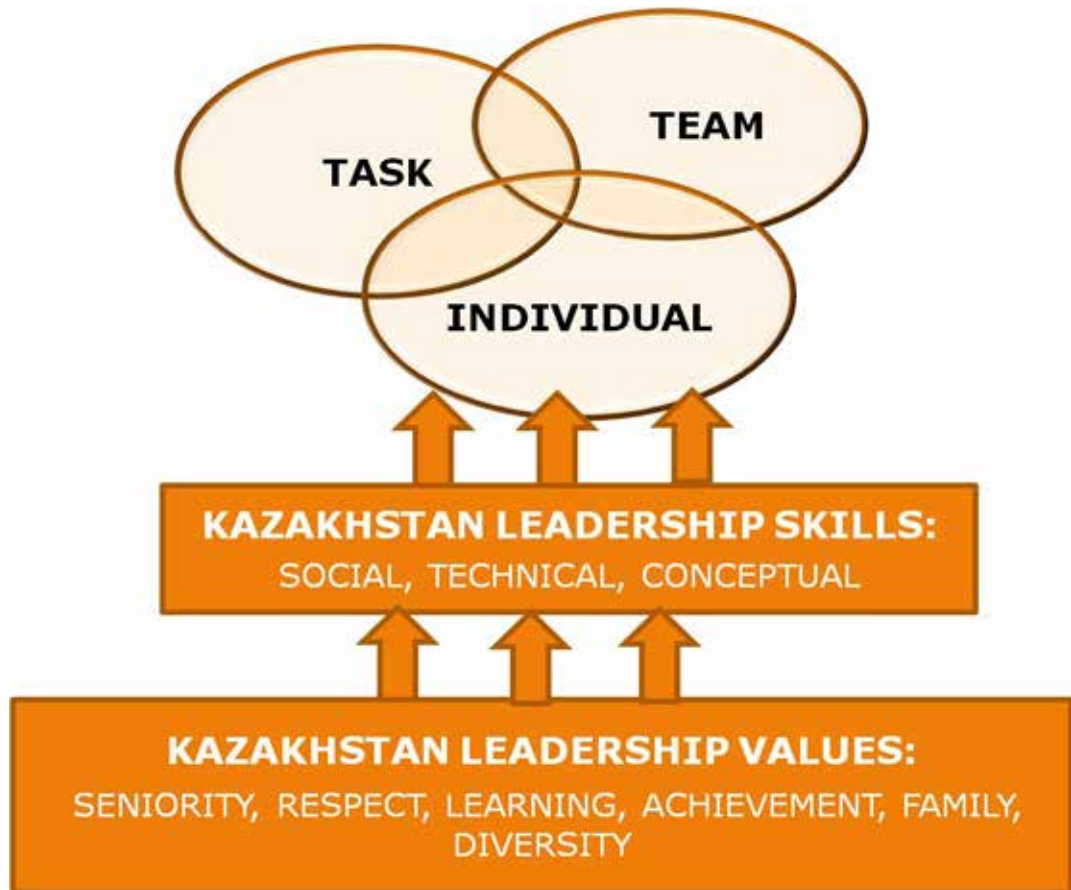 TEAM
TASK
INDIVIDUAL
KAZAKHSTAN LEADERSHIP SKILLS:
SOCIAL, TECHNICAL, CONCEPTUAL
KAZAKHSTAN LEADERSHIP VALUES:
SENIORITY, RESPECT, LEARNING, ACHIEVEMENT, FAMILY,
DIVERSITY